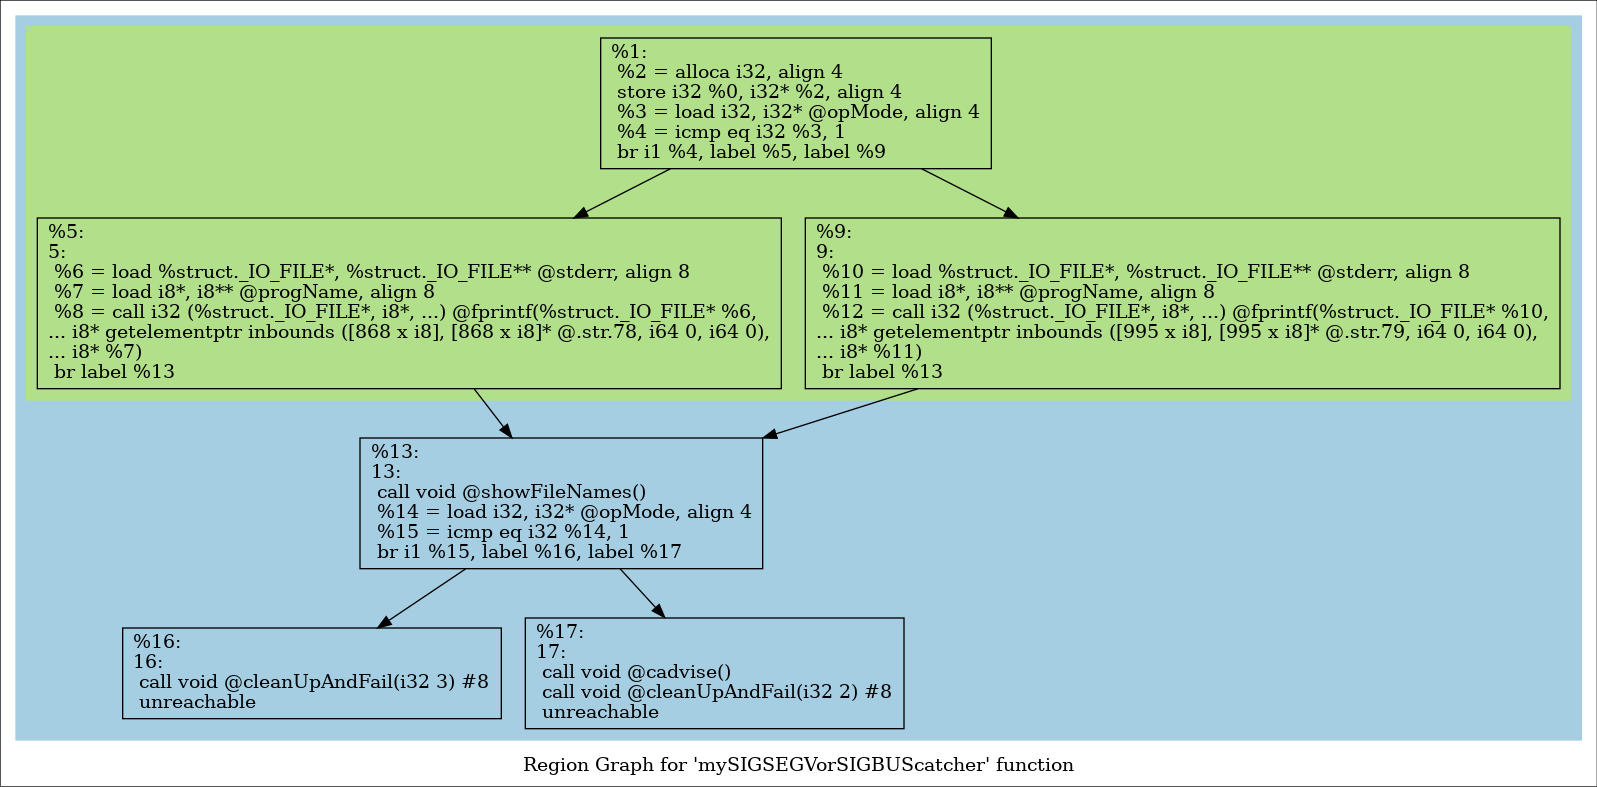 %1:
%2 = alloca i32, align 4
store i32 %0, i32* %2, align 4
%3 = load i32, i32* @opMode, align 4
%4 = icmp eq i32 %3, 1
br i1 %4, label %5, label %9
%5:
5:
%6 = load %struct._IO_FILE*, %struct._IO_FILE** @stderr, align 8
%7 = load i8*, i8** @progName, align 8
%8 = call i32 (%struct._IO_FILE*, i8*, ...) @fprintf(%struct._IO_FILE* %6,
... i8* getelementptr inbounds ([868 x i8], [868 x i8]* @.str.78, i64 0, i64 0),
... i8* %7)
br label %13
%9:
9:
%10 = load %struct._IO_FILE*, %struct._IO_FILE** @stderr, align 8
%11 = load i8*, i8** @progName, align 8
%12 = call i32 (%struct._IO_FILE*, i8*, ...) @fprintf(%struct._IO_FILE* %10,
... i8* getelementptr inbounds ([995 x i8], [995 x i8]* @.str.79, i64 0, i64 0),
... i8* %11)
br label %13
%13:
13:
call void @showFileNames()
%14 = load i32, i32* @opMode, align 4
%15 = icmp eq i32 %14, 1
br i1 %15, label %16, label %17
%16:
16:
call void @cleanUpAndFail(i32 3) #8
unreachable
%17:
17:
call void @cadvise()
call void @cleanUpAndFail(i32 2) #8
unreachable
Region Graph for 'mySIGSEGVorSIGBUScatcher' function